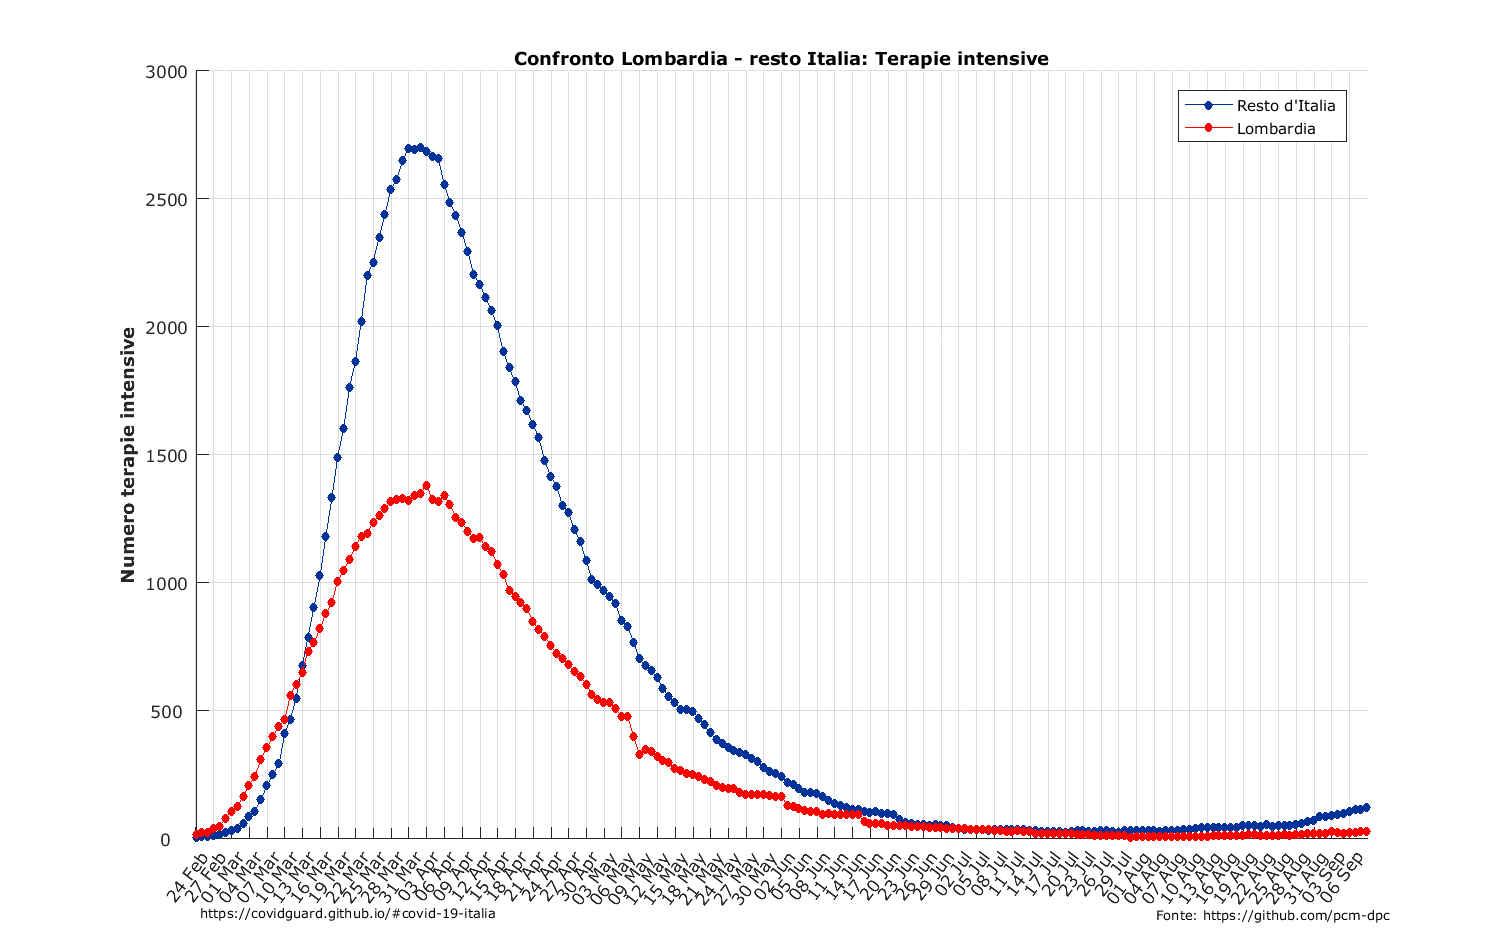 Confronto Lombardia - resto Italia: Terapie intensive
3000
2500
2000
1500
1000
500
0
Numero terapie intensive
Resto d'Italia
Lombardia
24 Feb
27 Feb
01 Mar
04 Mar
07 Mar
10 Mar
13 Mar
16 Mar
19 Mar
22 Mar
25 Mar
28 Mar
31 Mar
03 Apr
06 Apr
09 Apr
12 Apr
15 Apr
18 Apr
21 Apr
24 Apr
27 Apr
30 Apr
03 May
06 May
09 May
12 May
15 May
18 May
21 May
24 May
27 May
30 May
02 Jun
05 Jun
08 Jun
11 Jun
14 Jun
17 Jun
20 Jun
23 Jun
26 Jun
29 Jun
02 Jul
05 Jul
08 Jul
11 Jul
14 Jul
17 Jul
20 Jul
23 Jul
26 Jul
29 Jul
01 Aug
04 Aug
07 Aug
10 Aug
13 Aug
16 Aug
19 Aug
22 Aug
25 Aug
28 Aug
31 Aug
03 Sep
06 Sep
https://covidguard.github.io/#covid-19-italia
Fonte: https://github.com/pcm-dpc